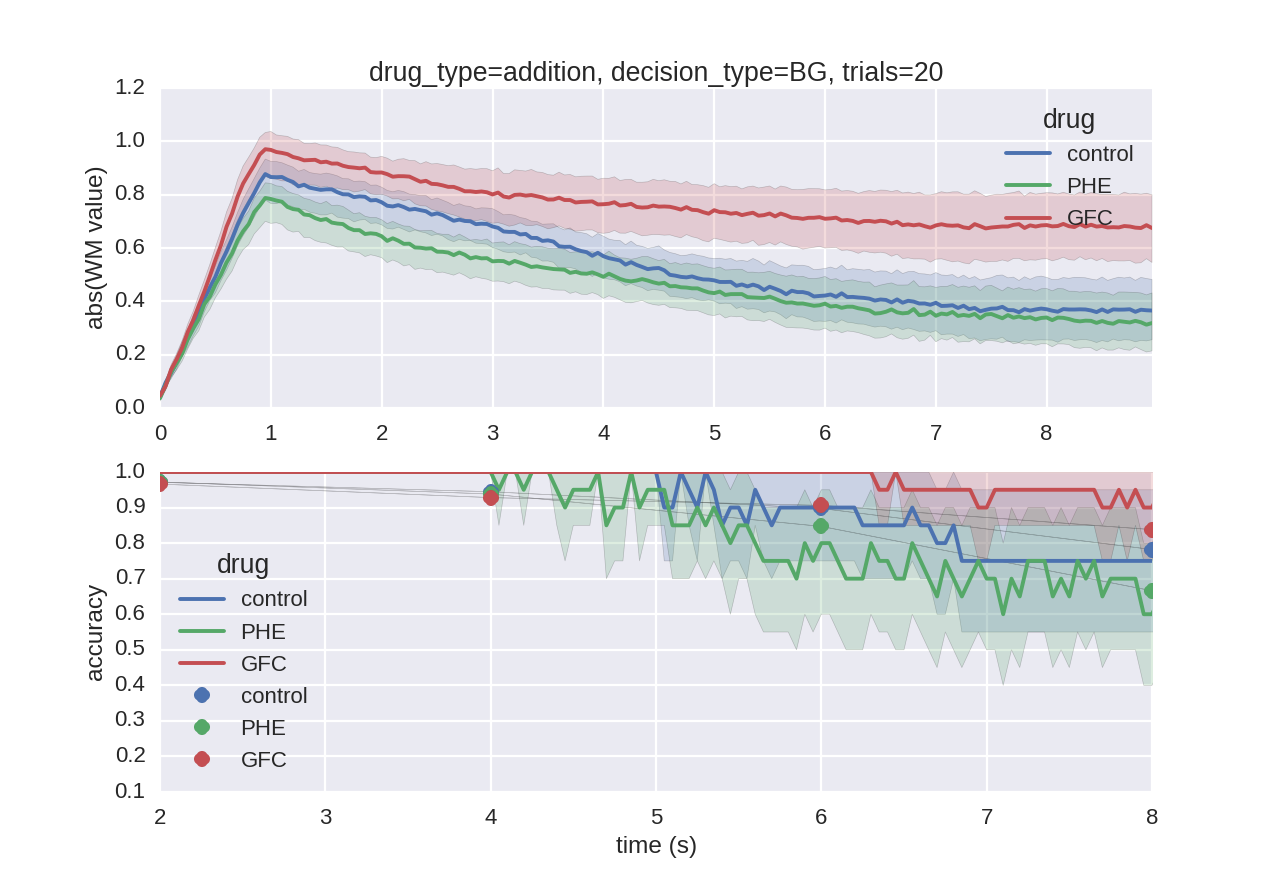 drug_type=addition, decision_type=BG, trials=20
1.2
1.0
0.8
0.6
0.4
0.2
0.0
abs(WM value)
drug
control
PHE
GFC
0 1 2 3 4 5 6 7 8
1.0
0.9
0.8
0.7
0.6
0.5
0.4
0.3
0.2
0.1
accuracy
drug
control
PHE
GFC
control
PHE
GFC
2 3 4 5 6 7 8
time (s)